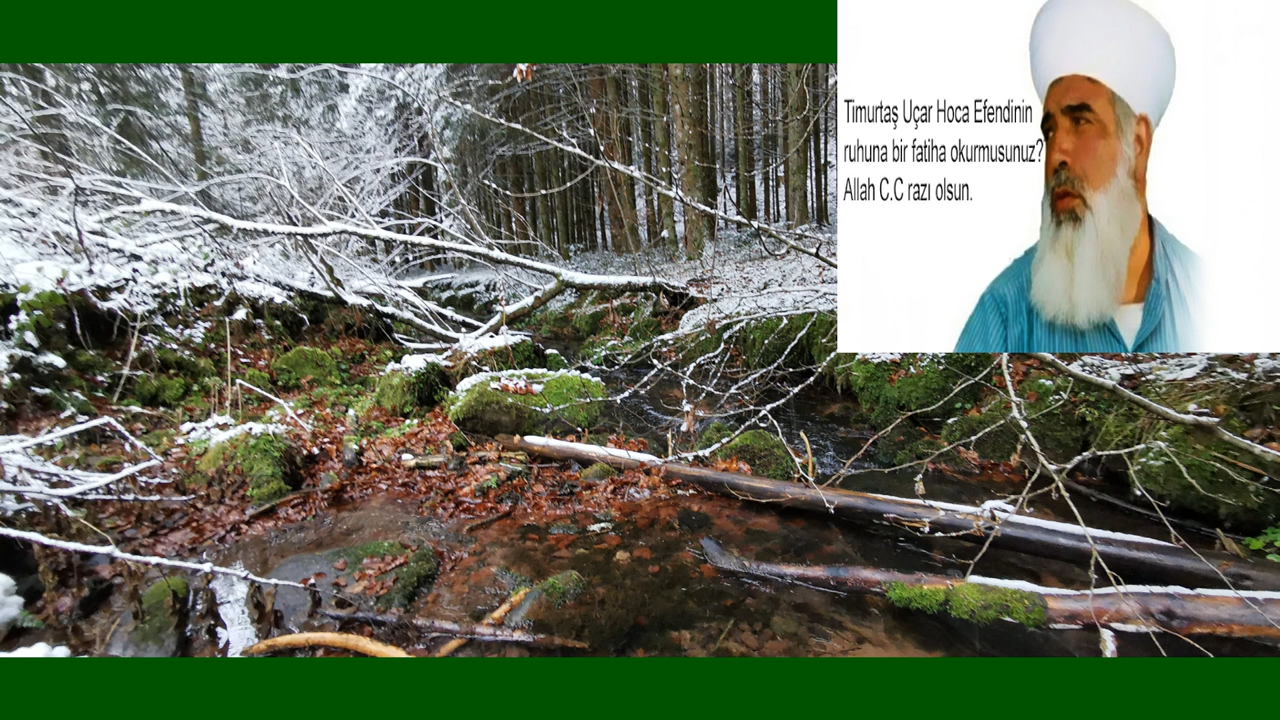 Timurtaş Uçar Hoca Efendinin
ruhuna bir fatiha okurmusunuz?
Allah C.C razı olsun.